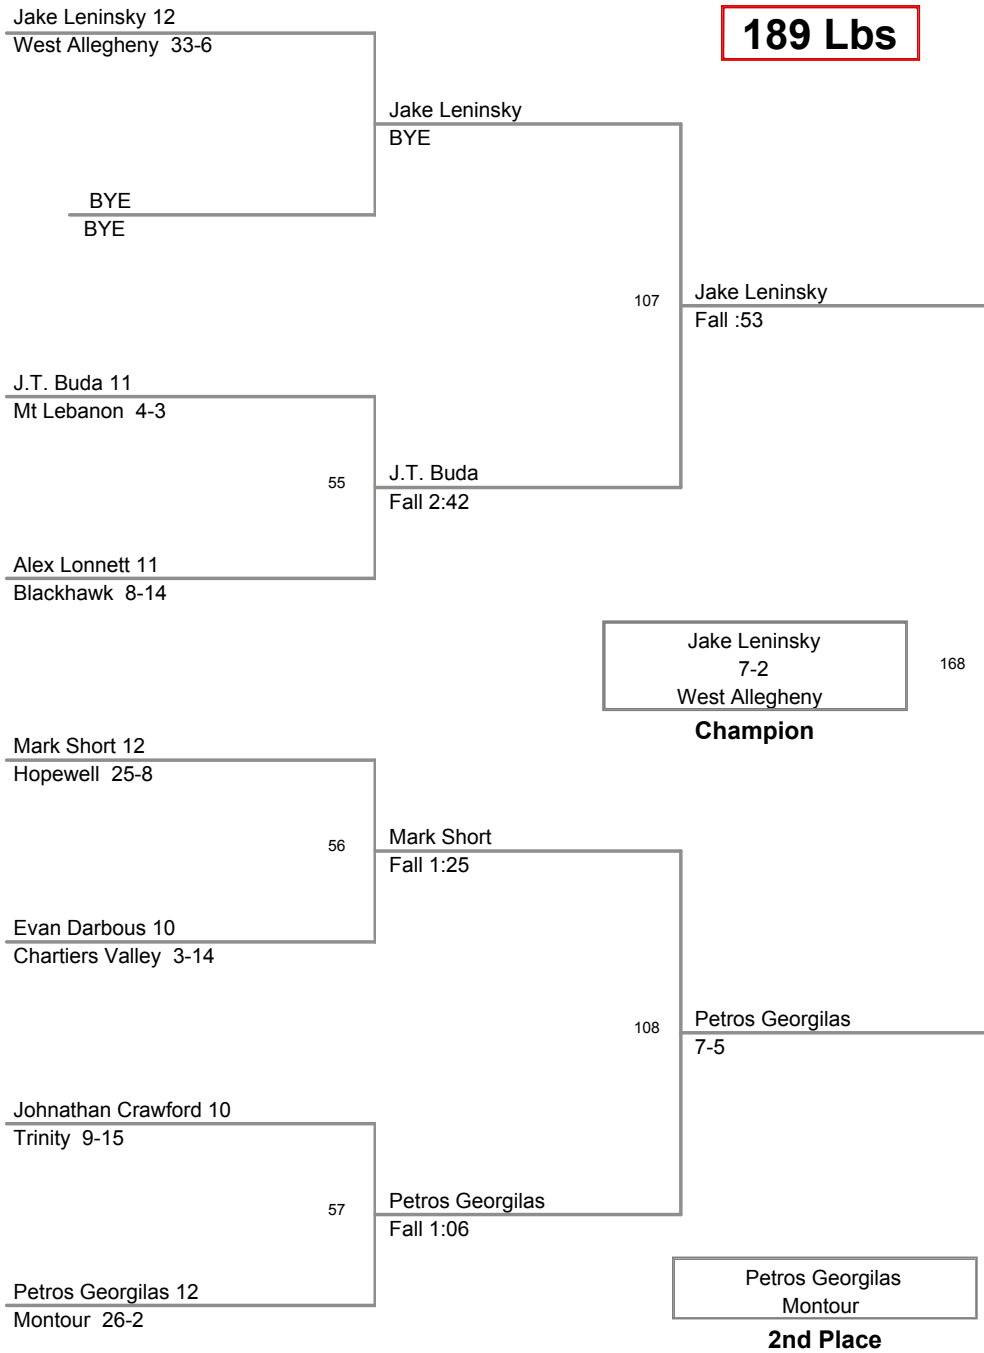 Jake Leninsky 12
West Allegheny 33-6
189 Lbs
Jake Leninsky
BYE
BYE
BYE
107
Jake Leninsky
Fall :53
J.T. Buda 11
Mt Lebanon 4-3
55
J.T. Buda
Fall 2:42
Alex Lonnett 11
Blackhawk 8-14
Jake Leninsky
7-2
West Allegheny
168
Champion
Mark Short 12
Hopewell 25-8
56
Mark Short
Fall 1:25
Evan Darbous 10
Chartiers Valley 3-14
108
Petros Georgilas
7-5
Johnathan Crawford 10
Trinity 9-15
57
Petros Georgilas
Fall 1:06
Petros Georgilas 12
Montour 26-2
Petros Georgilas
Montour
2nd Place